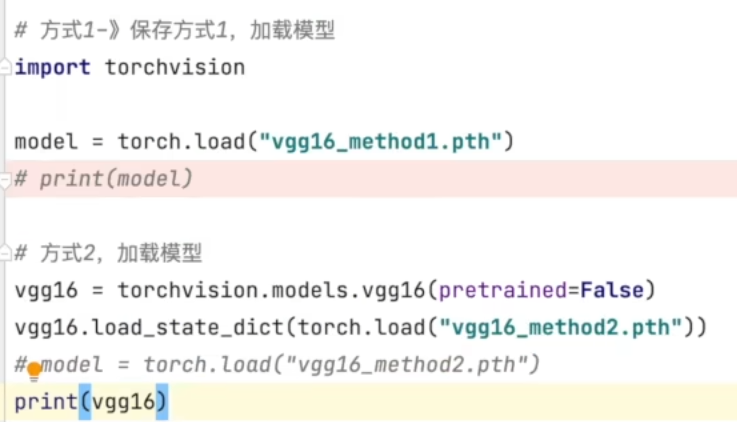 # 方式1-》保存方式1，加载模型
import torchvision
model = torch.load("vgg16_method1.pth")
# print(model)
# 方式2，加载模型
vgg16 = torchvision.models.vgg16(pretrained=False)
vgg16.load_state_dict(torch.load("vgg16_method2.pth"))
# model = torch.load("vgg16_method2.pth")
print(vgg16)